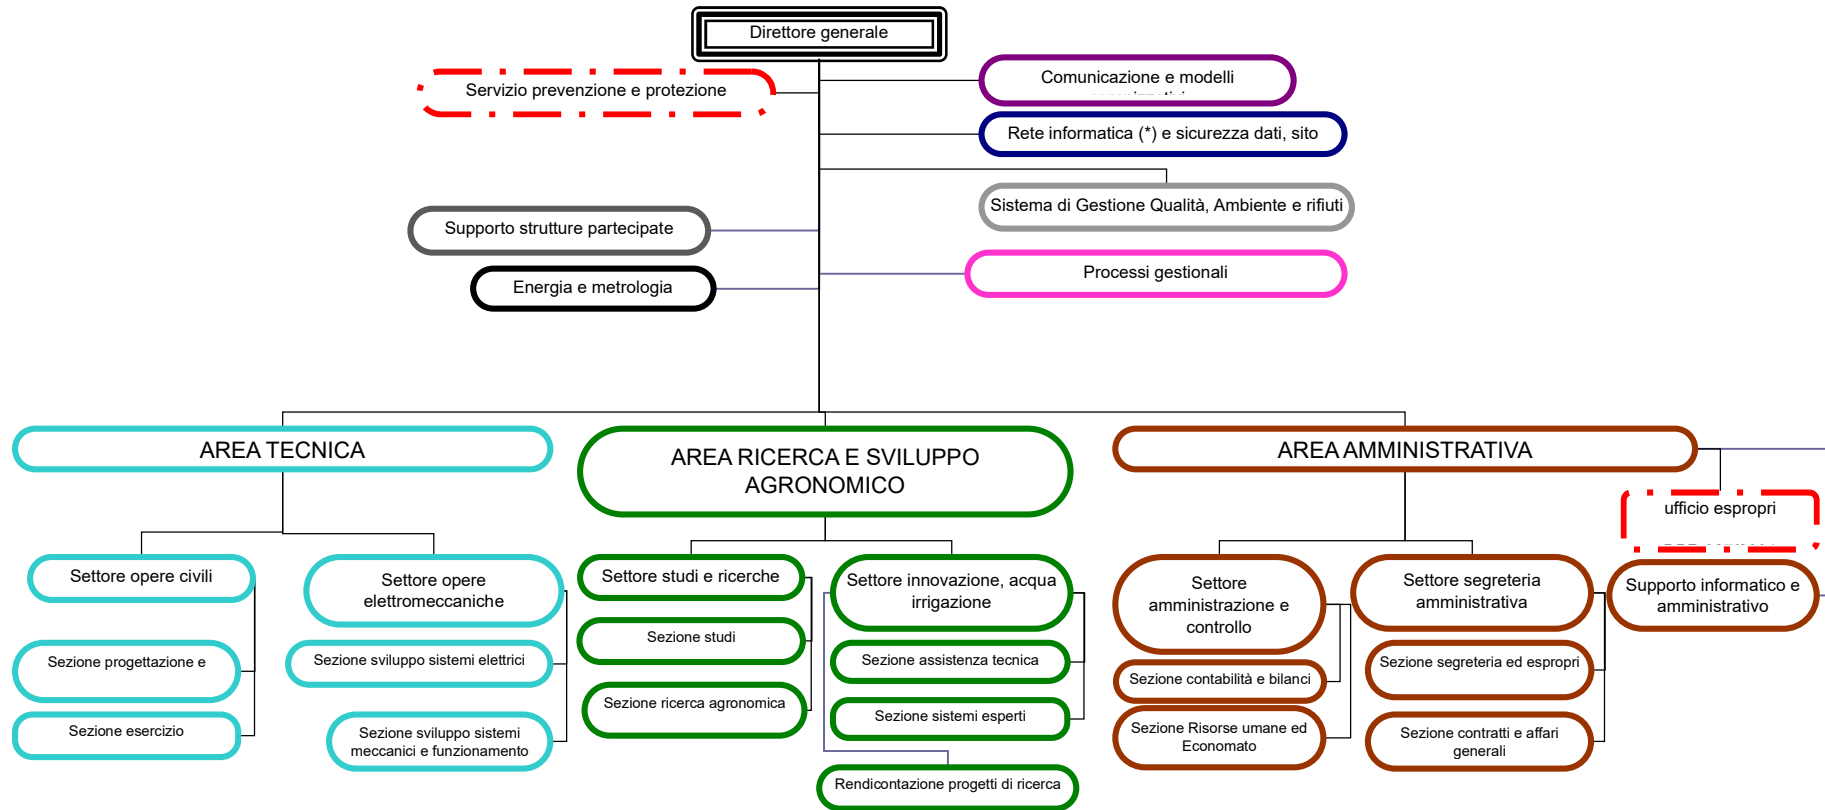 Direttore generale
Servizio prevenzione e protezione
Comunicazione e modelli
Rete informatica (*) e sicurezza dati, sito
Sistema di Gestione Qualità, Ambiente e rifiuti
Supporto strutture partecipate
Processi gestionali
Energia e metrologia
AREA TECNICA
AREA RICERCA E SVILUPPO
AGRONOMICO
AREA AMMINISTRATIVA
ufficio espropri
Settore opere civili
Settore opere
elettromeccaniche
Settore studi e ricerche
Settore innovazione, acqua
irrigazione
Settore
amministrazione e
controllo
Settore segreteria
amministrativa
Supporto informatico e
amministrativo
Sezione progettazione e
Sezione sviluppo sistemi elettrici
Sezione studi
Sezione assistenza tecnica
Sezione contabilità e bilanci
Sezione segreteria ed espropri
Sezione esercizio
Sezione sviluppo sistemi
meccanici e funzionamento
Sezione ricerca agronomica
Sezione sistemi esperti
Sezione Risorse umane ed
Economato
Sezione contratti e affari
generali
Rendicontazione progetti di ricerca